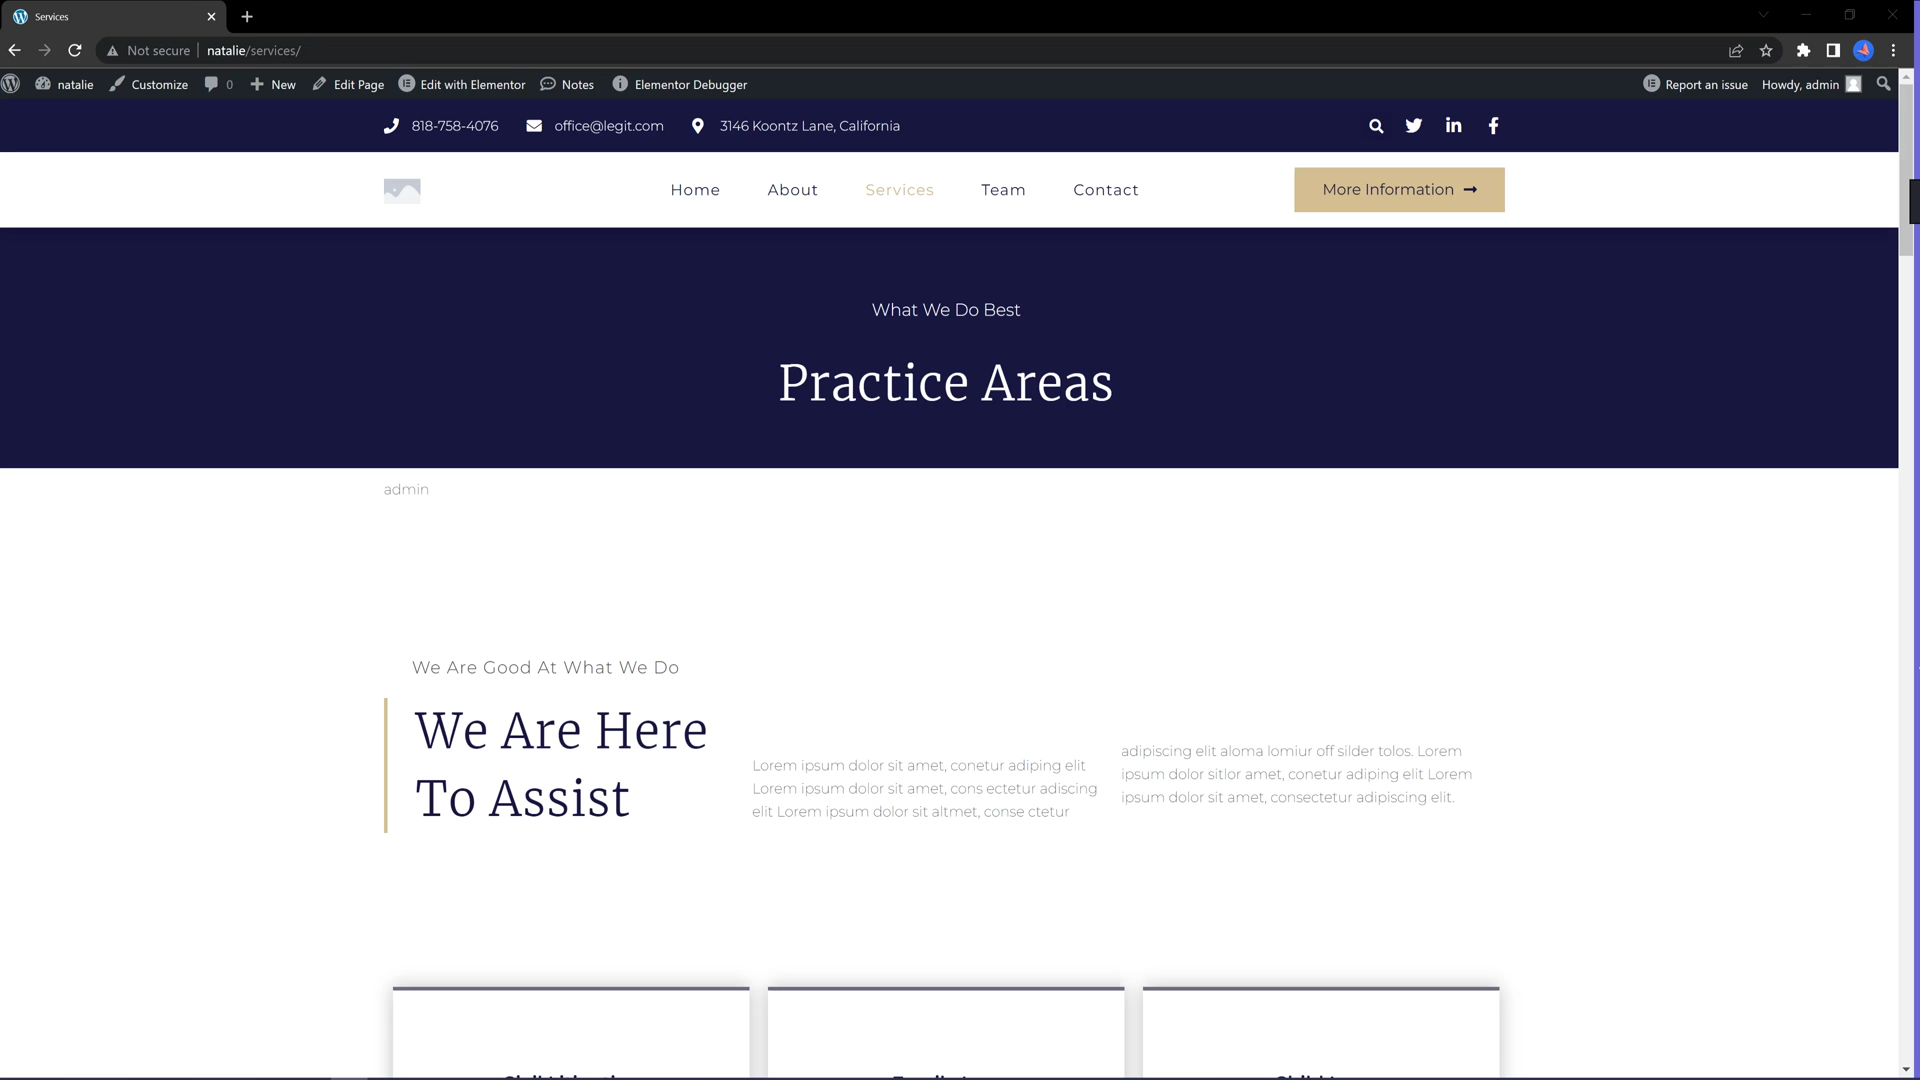 Services
Not secure natalie/services/
natalie Customize 0 New Edit Page Edit with Elementor Notes Elementor Debugger Report an issue Howdy, admin
818-758-4076 office@legit.com 3146 Koontz Lane, California
Home About Services Team Contact More Information
What We Do Best
Practice Areas
admin
We Are Good At What We Do
We Are Here
To Assist
Lorem ipsum dolor sit amet, conetur adiping elit
Lorem ipsum dolor sit amet, cons ectetur adiscing
elit Lorem ipsum dolor sit altmet, conse ctetur
adipiscing elit aloma lomiur off silder tolos. Lorem
ipsum dolor sitlor amet, conetur adiping elit Lorem
ipsum dolor sit amet, consectetur adipiscing elit.